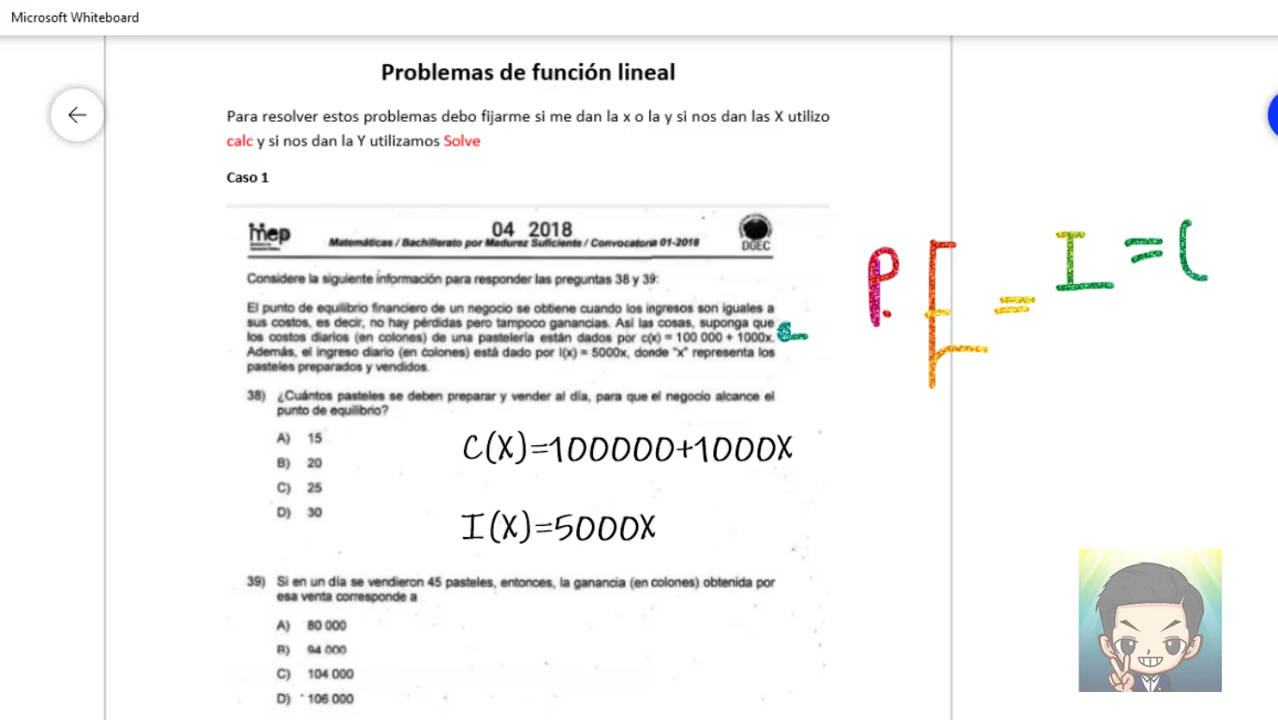 Microsoft Whiteboard
Problemas de función lineal
Para resolver estos problemas debo fijarme si me dan la x o la y si nos dan las X utilizo
calc y si nos dan la Y utilizamos Solve
Caso 1
mep
04 2018
Matemáticas / Bachillerato por Madurez Suficiente / Convocatoria 01-2018
DGEC
Considere la siguiente información para responder las preguntas 38 y 39:
El punto de equilibrio financiero de un negocio se obtiene cuando los ingresos son iguales a
sus costos, es decir, no hay pérdidas pero tampoco ganancias. Así las cosas, suponga que
los costos diarios (en colones) de una pastelería están dados por c(x) = 100 000 + 1000x.
Además, el ingreso diario (en colones) está dado por I(x) = 5000x, donde "x" representa los
pasteles preparados y vendidos.
38) ¿Cuántos pasteles se deben preparar y vender al día, para que el negocio alcance el
punto de equilibrio?
A) 15
B) 20
C) 25
D) 30
C(X)=100000+1000X
I(X)=5000X
39) Si en un día se vendieron 45 pasteles, entonces, la ganancia (en colones) obtenida por
esa venta corresponde a
A) 80 000
B) 94 000
C) 104 000
D) 106 000
P.E = I = C